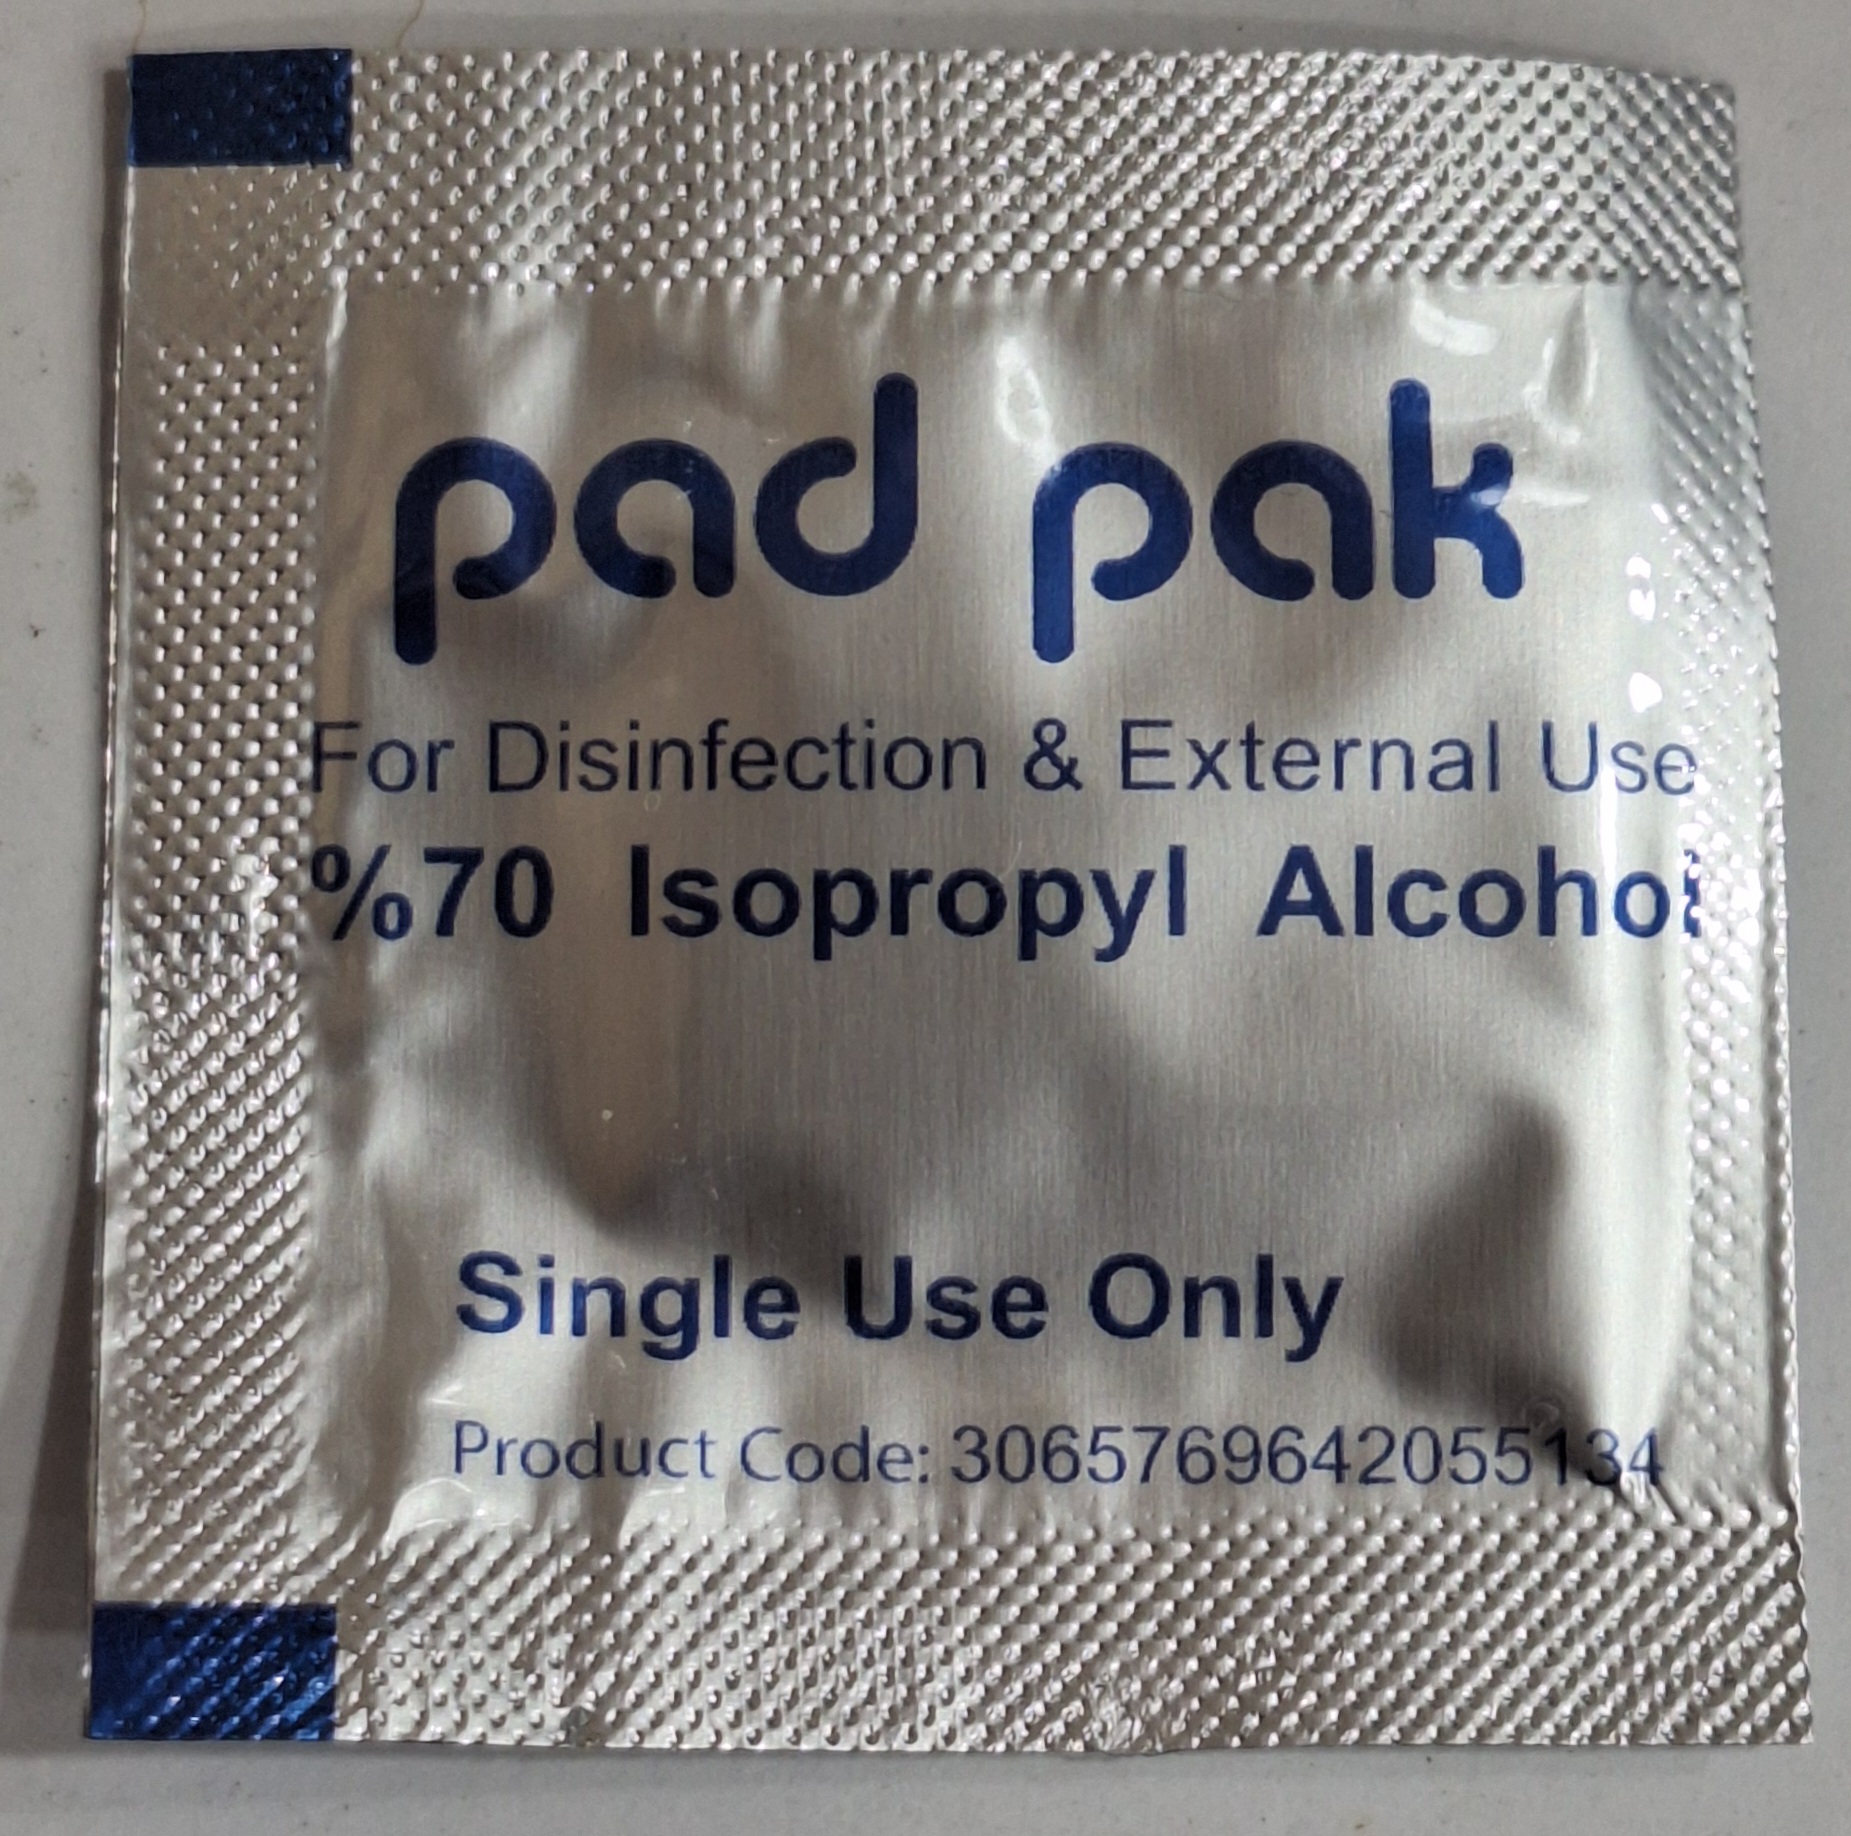 pad pak
For Disinfection & External Use
%70 Isopropyl Alcohol
Single Use Only
Product Code: 3065769642055134